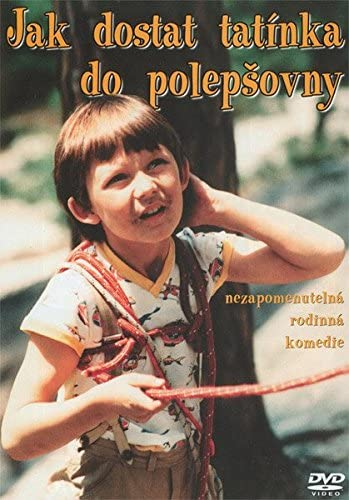 Jak dostat tatínka
do polepšovny
nezapomenutelná
rodinná
komedie
DVD
VIDEO